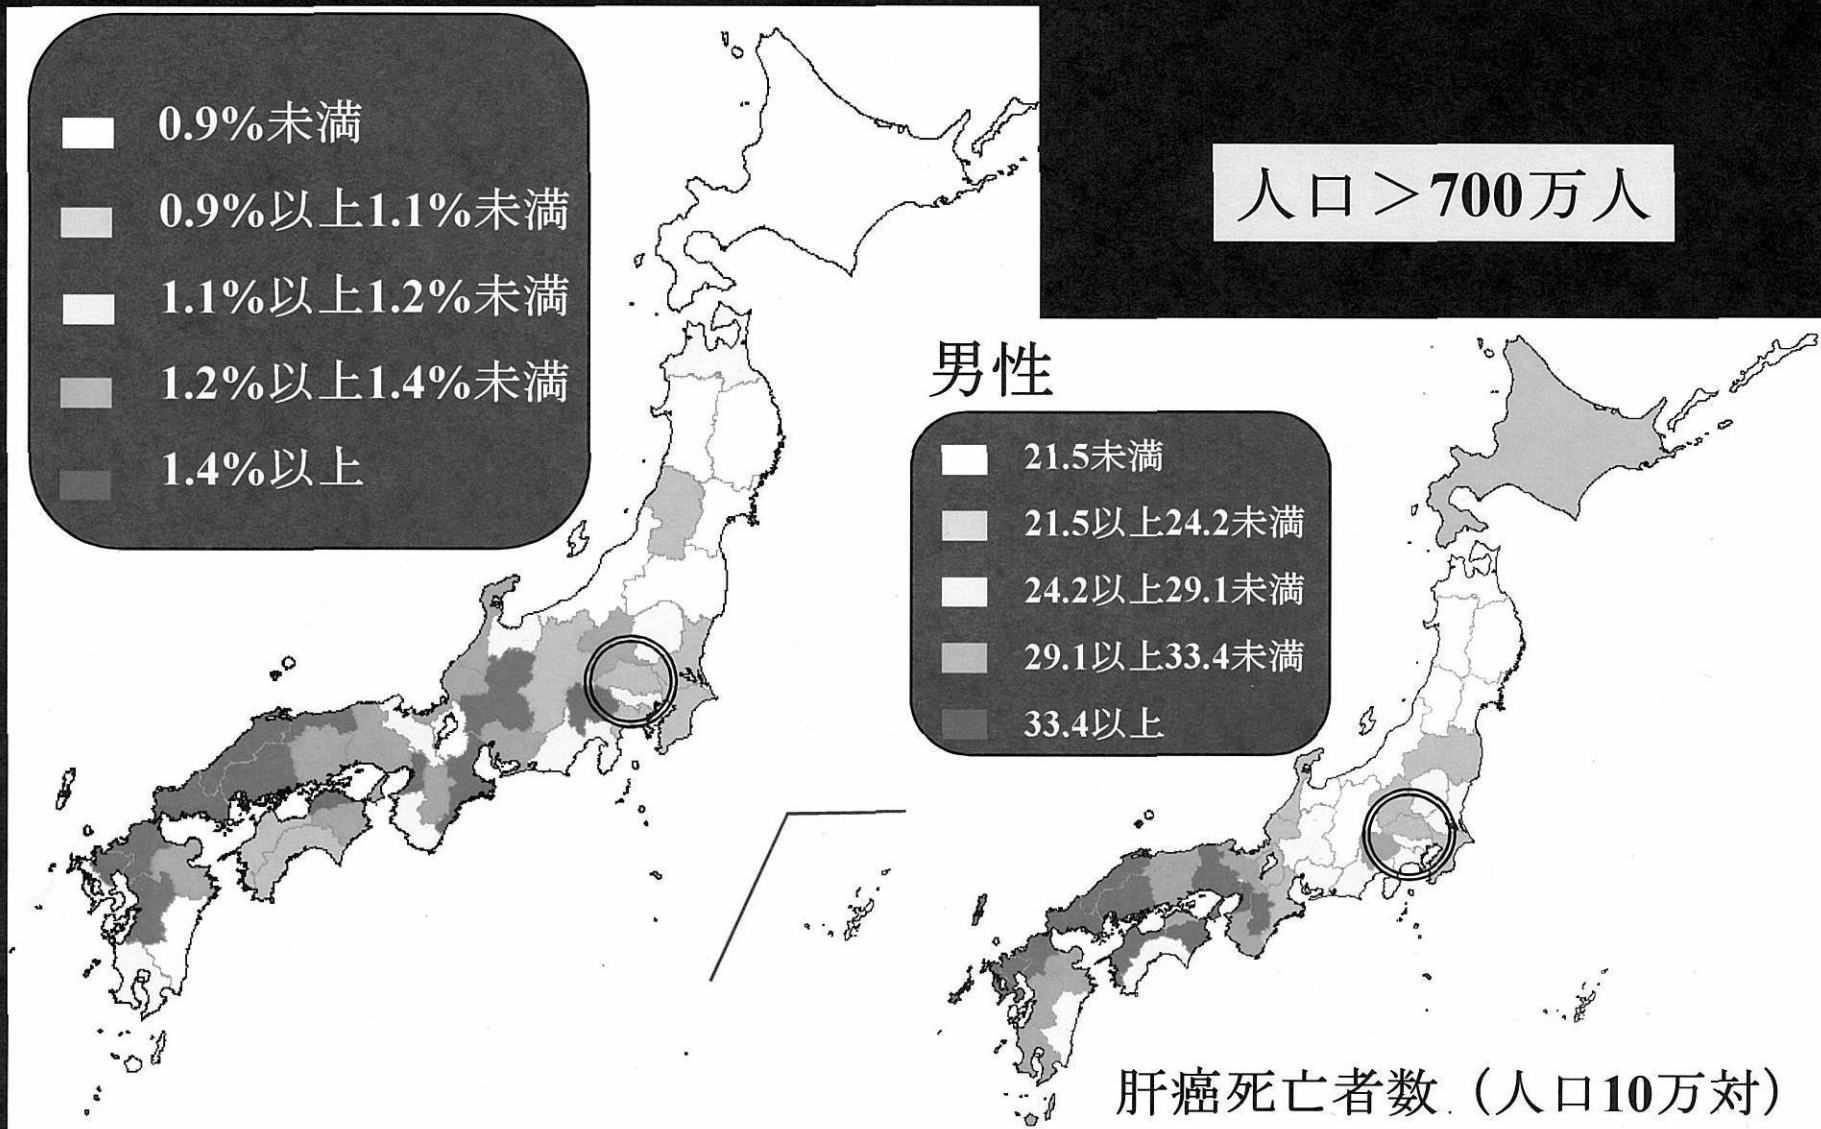 0.9%未満
0.9%以上1.1%未満
1.1%以上1.2%未満
1.2%以上1.4%未満
1.4%以上
人口＞700万人
男性
21.5未満
21.5以上24.2未満
24.2以上29.1未満
29.1以上33.4未満
33.4以上
肝癌死亡者数（人口10万対）